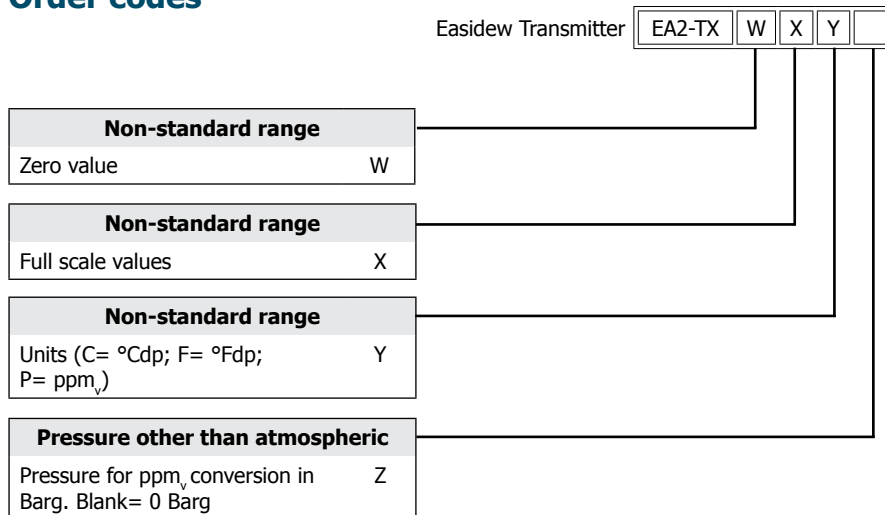 Order codes
Easidew Transmitter EA2-TX W X Y
Non-standard range
Zero value W
Non-standard range
Full scale values X
Non-standard range
Units (C= °Cdp; F= °Fdp; Y
P= ppmv)
Pressure other than atmospheric
Pressure for ppmv conversion in Z
Barg. Blank= 0 Barg